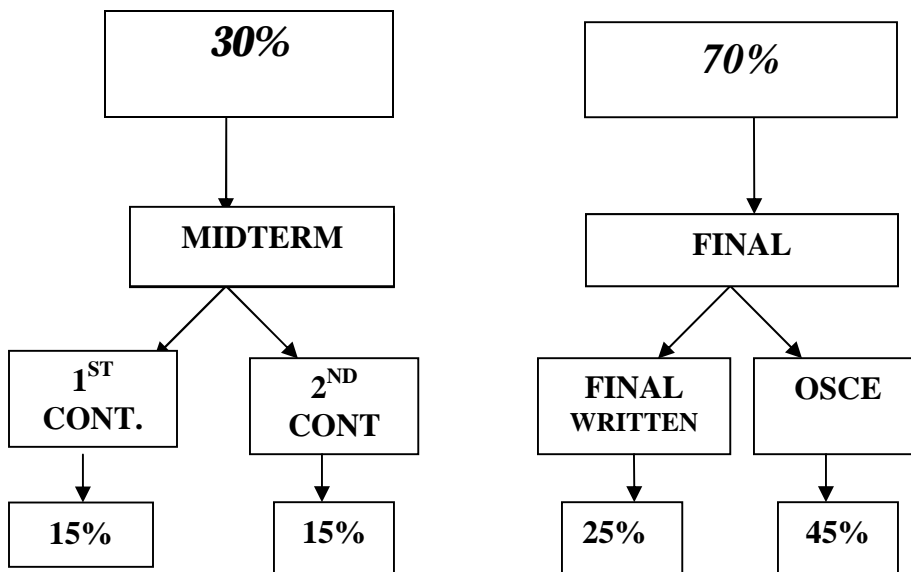 30%
70%
MIDTERM
FINAL
1ST
CONT.
2ND
CONT
FINAL
WRITTEN
OSCE
15%
15%
25%
45%